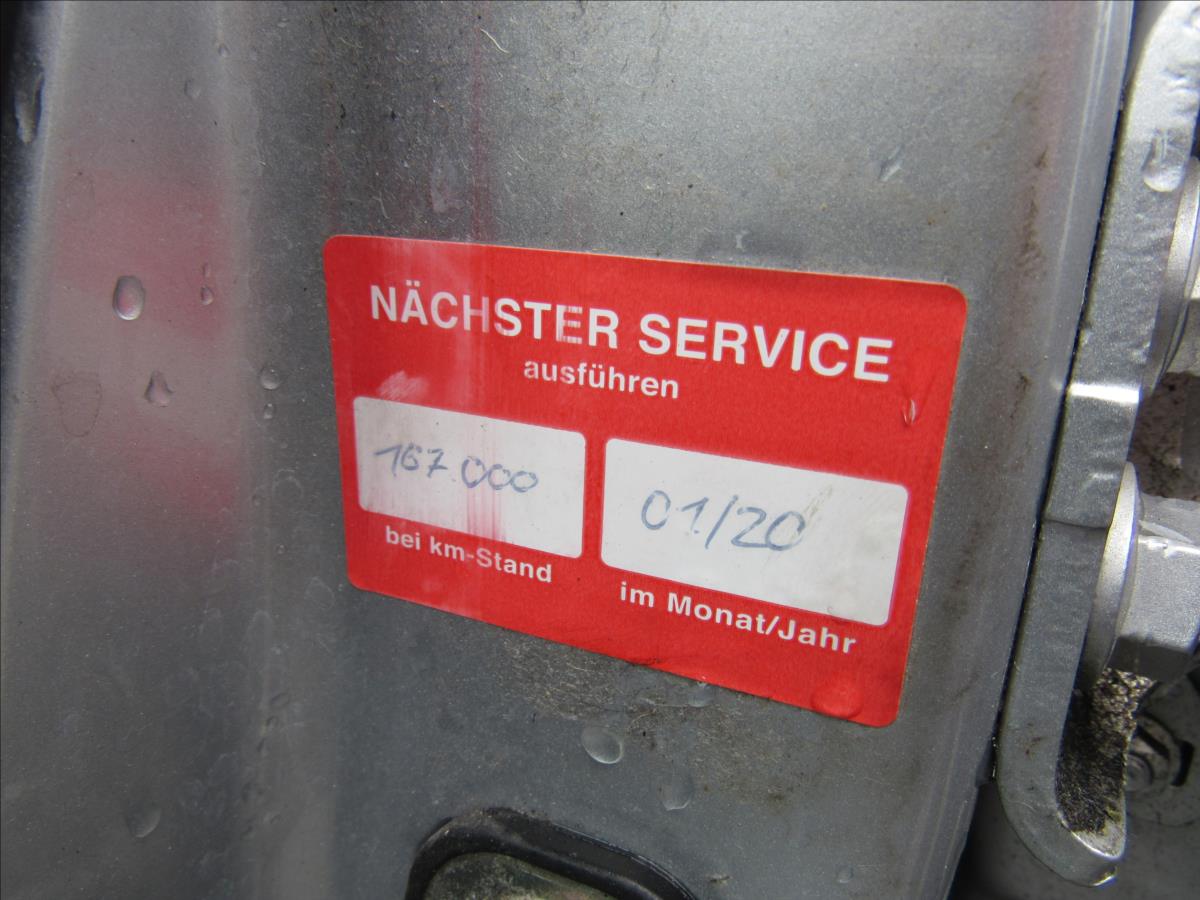 NÄCHSTER SERVICE
ausführen
167.000
01/20
bei km-Stand
im Monat/Jahr